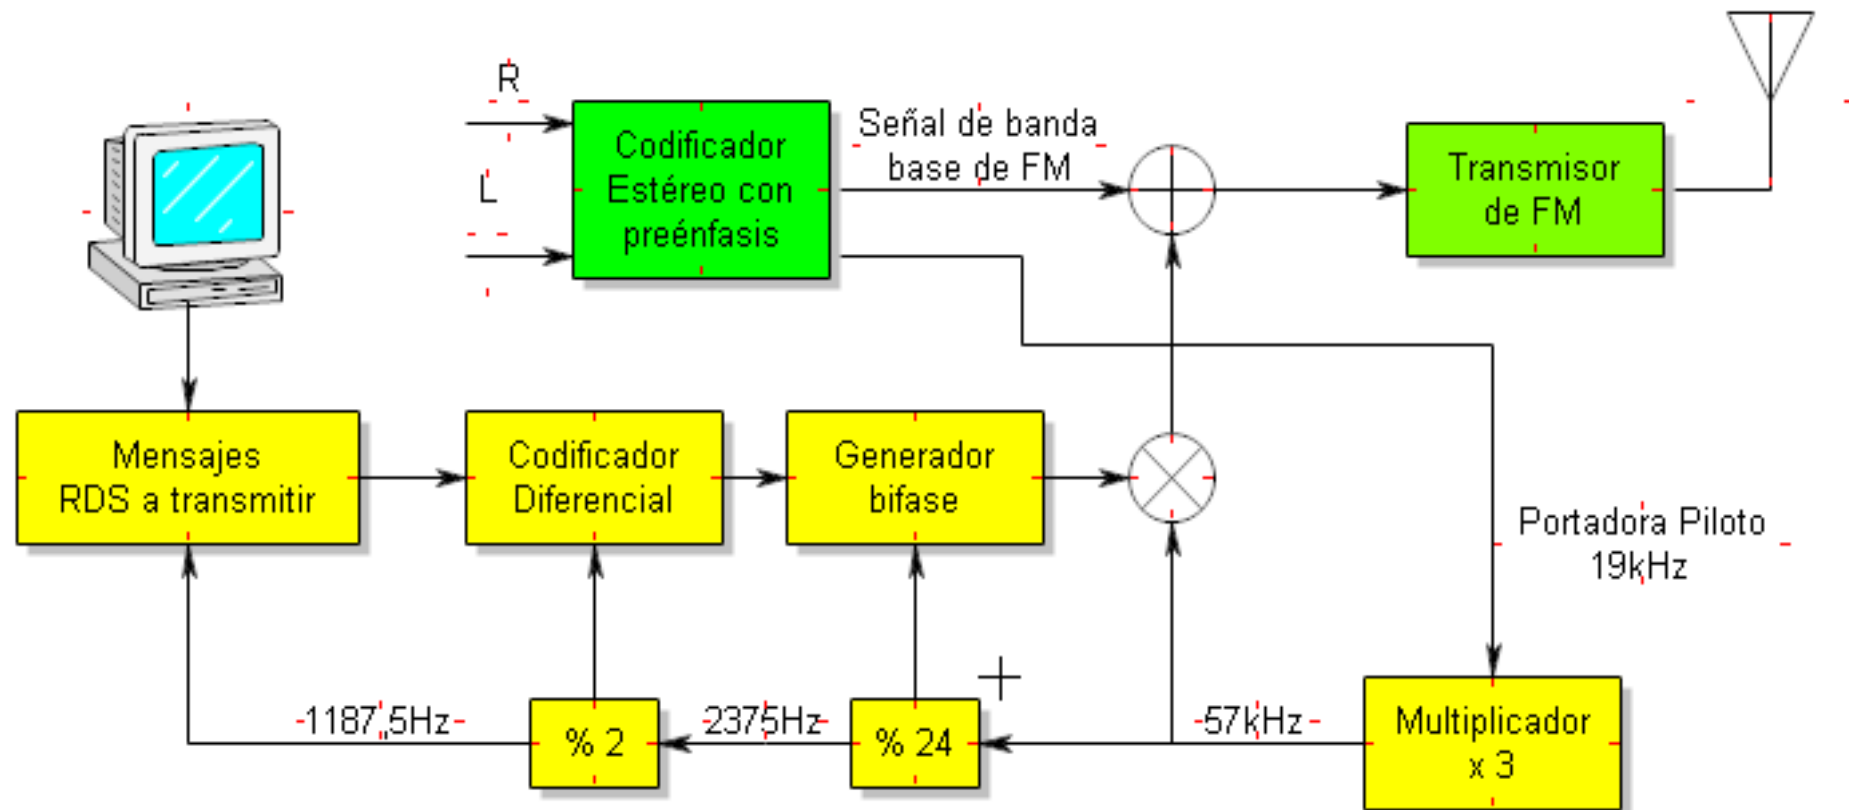 R
L
Codificador
Estéreo con
preénfasis
Señal de banda
base de FM
Transmisor
de FM
Mensajes
RDS a transmitir
Codificador
Diferencial
Generador
bifase
Portadora Piloto
19kHz
1187,5Hz
% 2
2375Hz
% 24
57kHz
Multiplicador
x 3